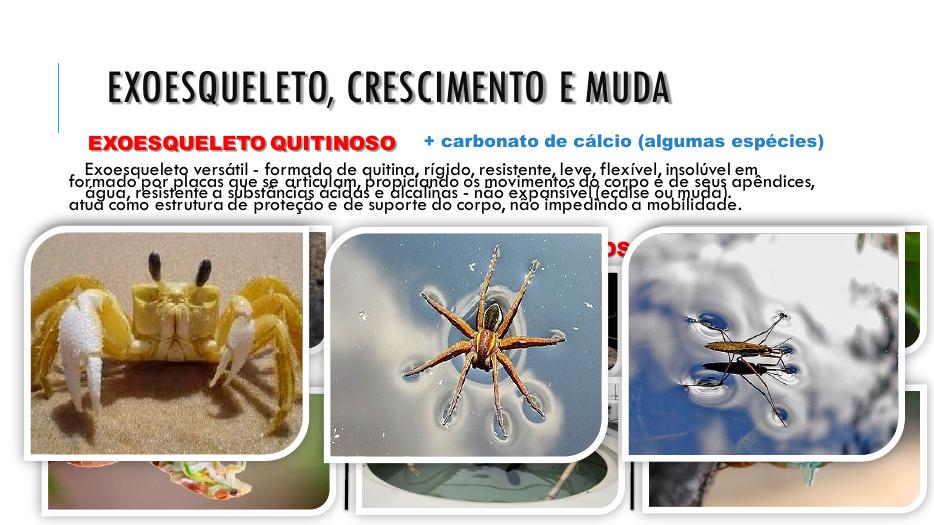 EXOESQUELETO, CRESCIMENTO E MUDA
EXOESQUELETO QUITINOSO
+ carbonato de cálcio (algumas espécies)
Exoesqueleto versátil - formado de quitina, rígido, resistente, leve, flexível, insolúvel em
formado por placas que se articulam, propiciando os movimentos do corpo e de seus apêndices,
água, resistente a substâncias ácidas e alcalinas - não expansível (ecdise ou muda).
atua como estrutura de proteção e de suporte do corpo, não impedindo a mobilidade.
OS